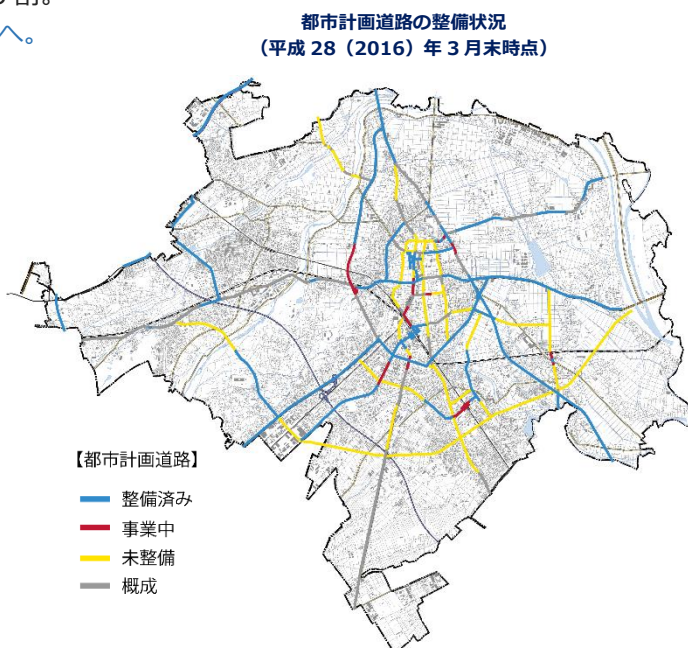 へ。
都市計画道路の整備状況
（平成 28（2016）年 3 月末時点）
【都市計画道路】
整備済み
事業中
未整備
概成